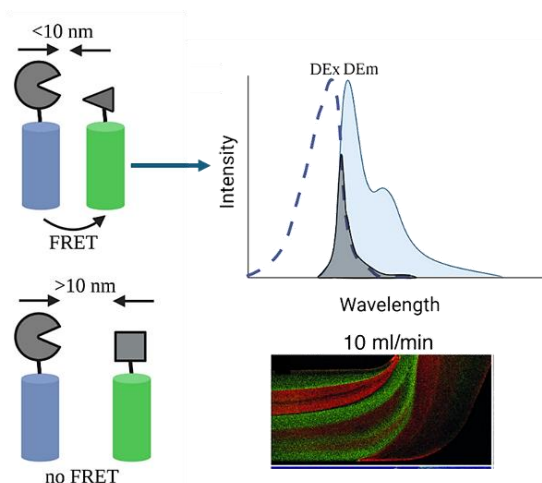 <10 nm
FRET
>10 nm
no FRET
DEx DEm
Intensity
Wavelength
10 ml/min